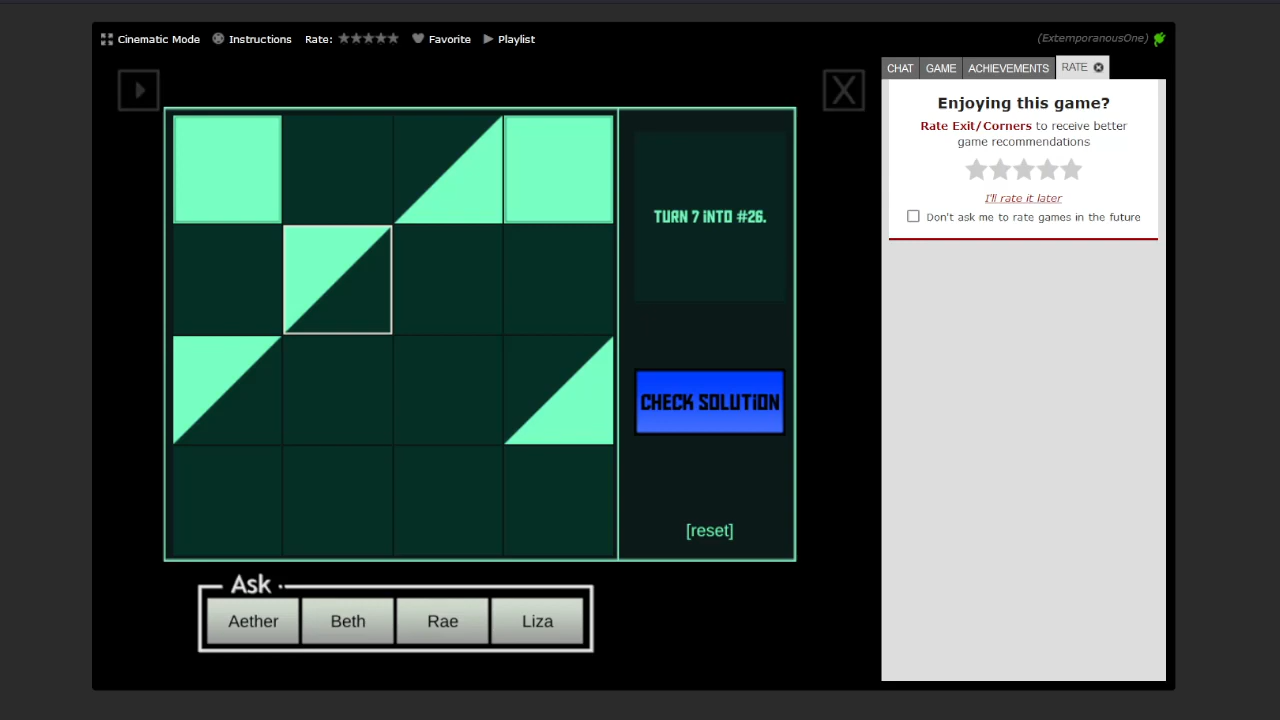 Cinematic Mode Instructions Rate: Favorite Playlist (ExtemporanousOne)
CHAT GAME ACHIEVEMENTS RATE
Enjoying this game?
Rate Exit/Corners to receive better
game recommendations
I'll rate it later
Don't ask me to rate games in the future
X
TURN 7 INTO #26.
CHECK SOLUTION
[reset]
Ask
Aether Beth Rae Liza